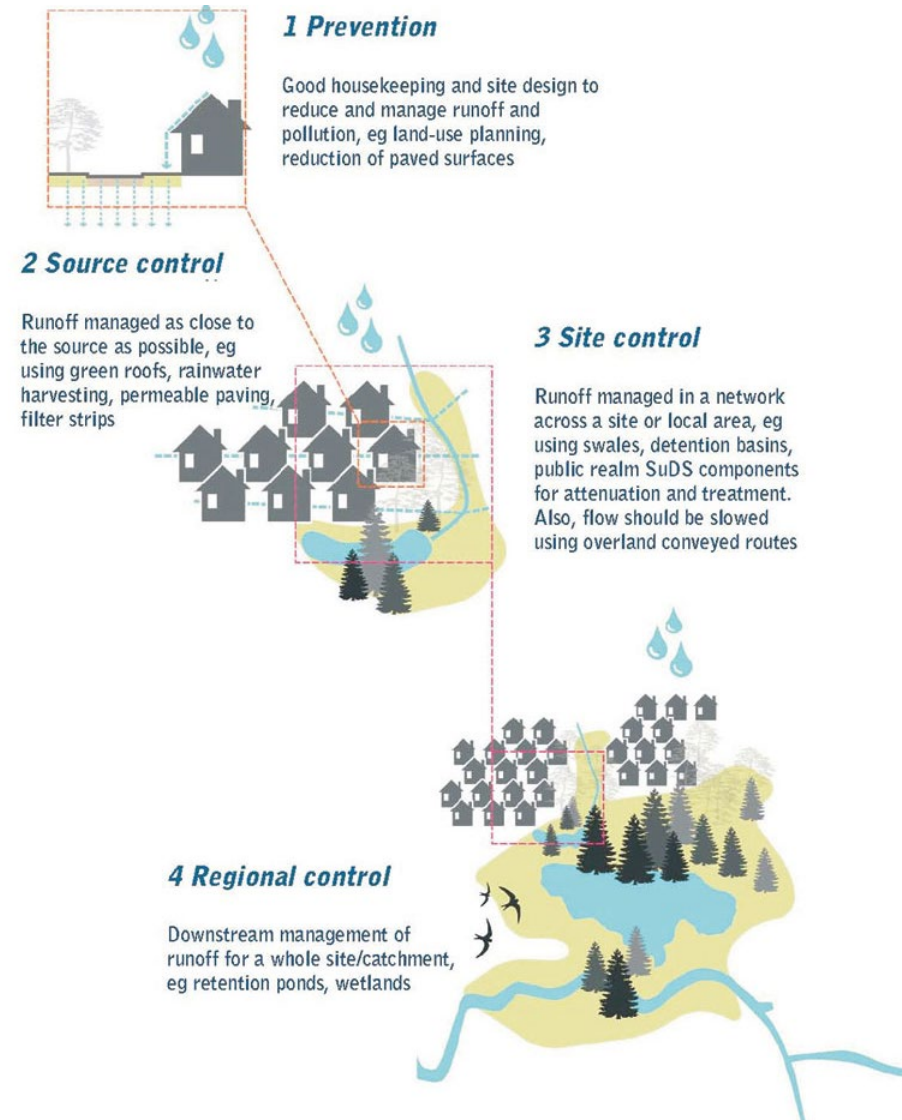 1 Prevention
Good housekeeping and site design to
reduce and manage runoff and
pollution, eg land-use planning,
reduction of paved surfaces
2 Source control
Runoff managed as close to
the source as possible, eg
using green roofs, rainwater
harvesting, permeable paving,
filter strips
3 Site control
Runoff managed in a network
across a site or local area, eg
using swales, detention basins,
public realm SuDS components
for attenuation and treatment.
Also, flow should be slowed
using overland conveyed routes
4 Regional control
Downstream management of
runoff for a whole site/catchment,
eg retention ponds, wetlands